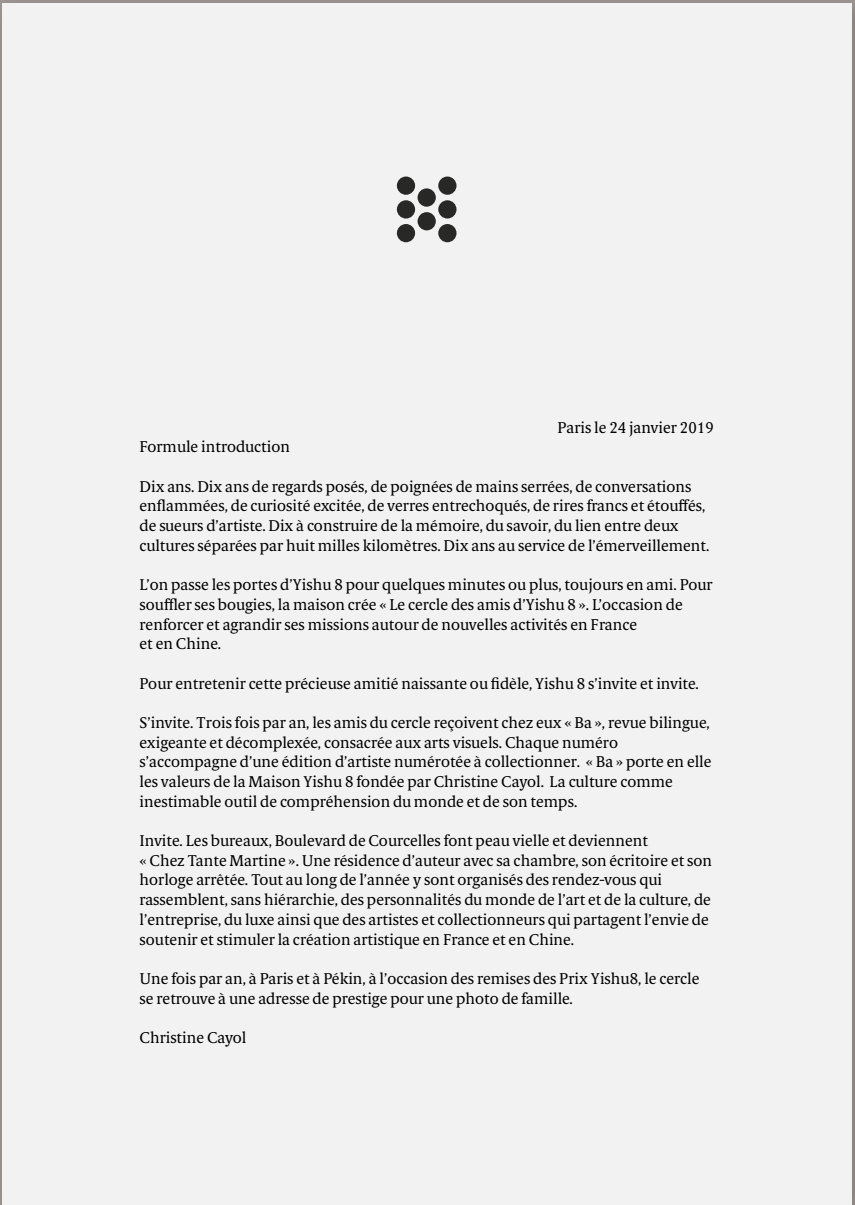 Paris le 24 janvier 2019
Formule introduction
Dix ans. Dix ans de regards posés, de poignées de mains serrées, de conversations
enflammées, de curiosité excitée, de verres entrechoqués, de rires francs et étouffés,
de sueurs d’artiste. Dix à construire de la mémoire, du savoir, du lien entre deux
cultures séparées par huit milles kilomètres. Dix ans au service de l’émerveillement.
L’on passe les portes d’Yishu 8 pour quelques minutes ou plus, toujours en ami. Pour
souffler ses bougies, la maison crée « Le cercle des amis d’Yishu 8 ». L’occasion de
renforcer et agrandir ses missions autour de nouvelles activités en France
et en Chine.
Pour entretenir cette précieuse amitié naissante ou fidèle, Yishu 8 s’invite et invite.
S’invite. Trois fois par an, les amis du cercle reçoivent chez eux « Ba », revue bilingue,
exigeante et décomplexée, consacrée aux arts visuels. Chaque numéro
s’accompagne d’une édition d’artiste numérotée à collectionner. « Ba » porte en elle
les valeurs de la Maison Yishu 8 fondée par Christine Cayol. La culture comme
inestimable outil de compréhension du monde et de son temps.
Invite. Les bureaux, Boulevard de Courcelles font peau vielle et deviennent
« Chez Tante Martine ». Une résidence d’auteur avec sa chambre, son écritoire et son
horloge arrêtée. Tout au long de l’année y sont organisés des rendez-vous qui
rassemblent, sans hiérarchie, des personnalités du monde de l’art et de la culture, de
l’entreprise, du luxe ainsi que des artistes et collectionneurs qui partagent l’envie de
soutenir et stimuler la création artistique en France et en Chine.
Une fois par an, à Paris et à Pékin, à l’occasion des remises des Prix Yishu8, le cercle
se retrouve à une adresse de prestige pour une photo de famille.
Christine Cayol